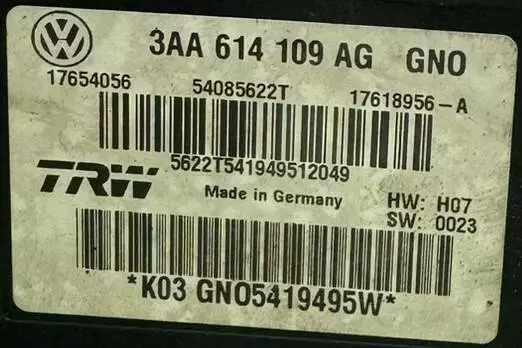 VW 3AA 614 109 AG GNO
17654056 54085622T 17618956-A
5622T541949512049
TRW Made in Germany HW: H07
SW: 0023
*K03 GNO5419495W*